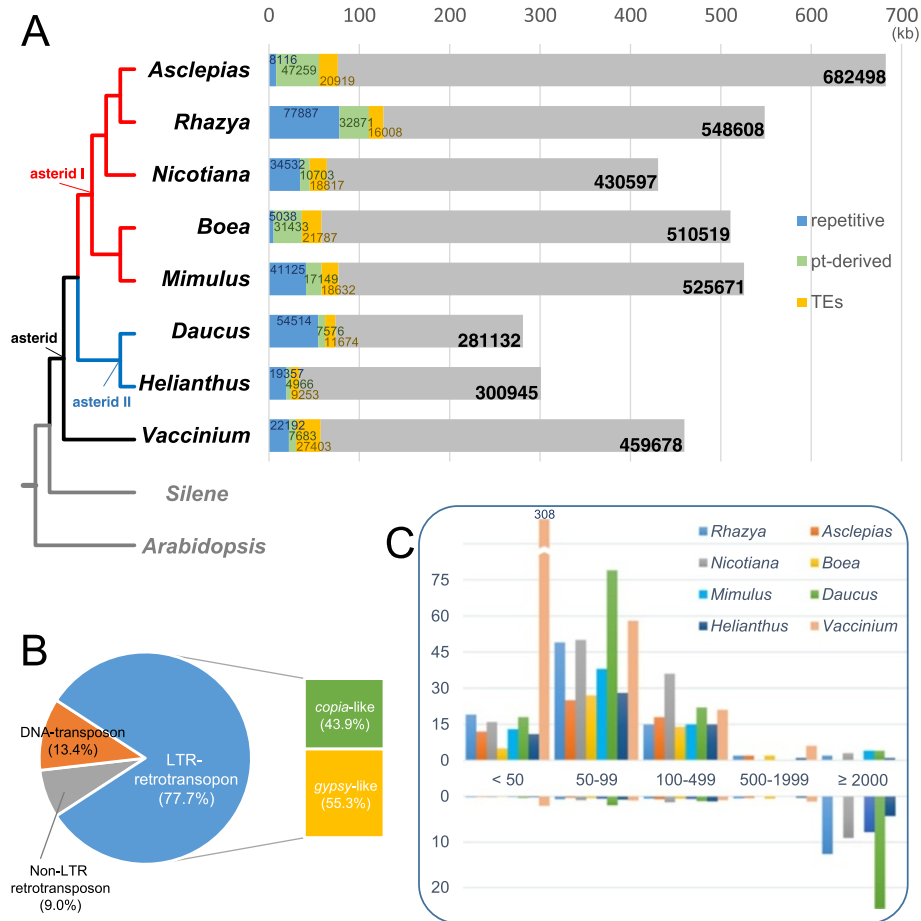 A
0 100 200 300 400 500 600 700
(kb)
Asclepias
8116
47259
20919
682498
Rhazya
77887
32871
16008
548608
asterid I
Nicotiana
34532
10703
18817
430597
Boea
5038
31433
21787
510519
repetitive
pt-derived
TEs
Mimulus
41125
17149
18632
525671
asterid
Daucus
54514
7576
11674
281132
asterid II
Helianthus
19357
4966
9253
300945
Vaccinium
22192
7683
27403
459678
Silene
Arabidopsis
B
DNA-transposon
(13.4%)
LTR-
retrotransopon
(77.7%)
Non-LTR
retrotransposon
(9.0%)
copia-like
(43.9%)
gypsy-like
(55.3%)
C
308
Rhazya Asclepias
Nicotiana Boea
Mimulus Daucus
Helianthus Vaccinium
75
60
45
30
15
0
< 50 50-99 100-499 500-1999 ≥ 2000
0
10
20